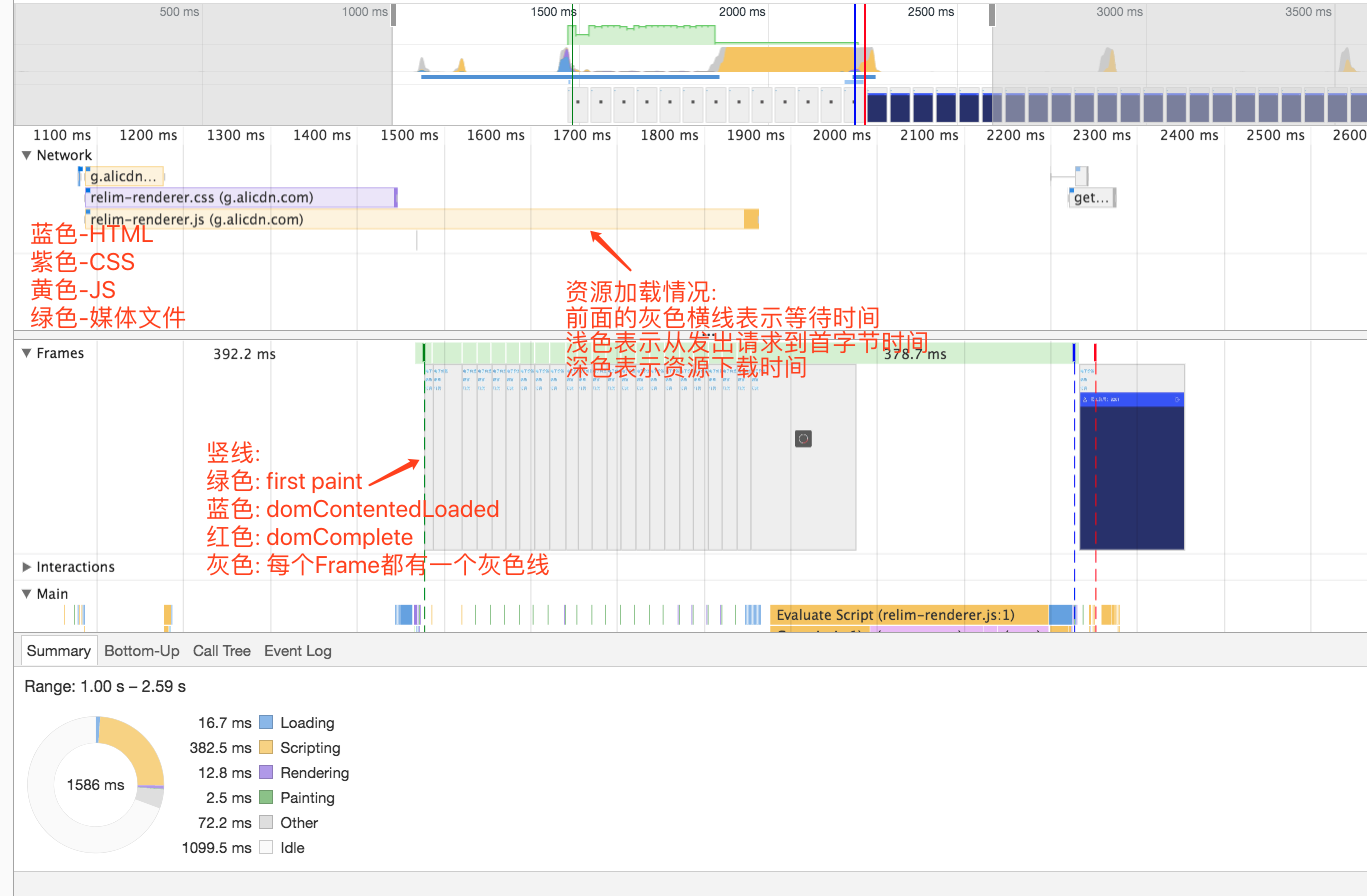 500 ms
1000 ms
1500 ms
2000 ms
2500 ms
3000 ms
3500 ms
1100 ms
1200 ms
1300 ms
1400 ms
1500 ms
1600 ms
1700 ms
1800 ms
1900 ms
2000 ms
2100 ms
2200 ms
2300 ms
2400 ms
2500 ms
2600
Network
g.alicdn...
relim-renderer.css (g.alicdn.com)
get...
relim-renderer.js (g.alicdn.com)
蓝色-HTML
紫色-CSS
黄色-JS
绿色-媒体文件
资源加载情况:
前面的灰色横线表示等待时间
浅色表示从发出请求到首字节时间
深色表示资源下载时间
Frames
392.2 ms
378.7 ms
竖线:
绿色: first paint
蓝色: domContentedLoaded
红色: domComplete
灰色: 每个Frame都有一个灰色线
Interactions
Main
Evaluate Script (relim-renderer.js:1)
Summary
Bottom-Up
Call Tree
Event Log
Range: 1.00 s – 2.59 s
1586 ms
16.7 ms Loading
382.5 ms Scripting
12.8 ms Rendering
2.5 ms Painting
72.2 ms Other
1099.5 ms Idle